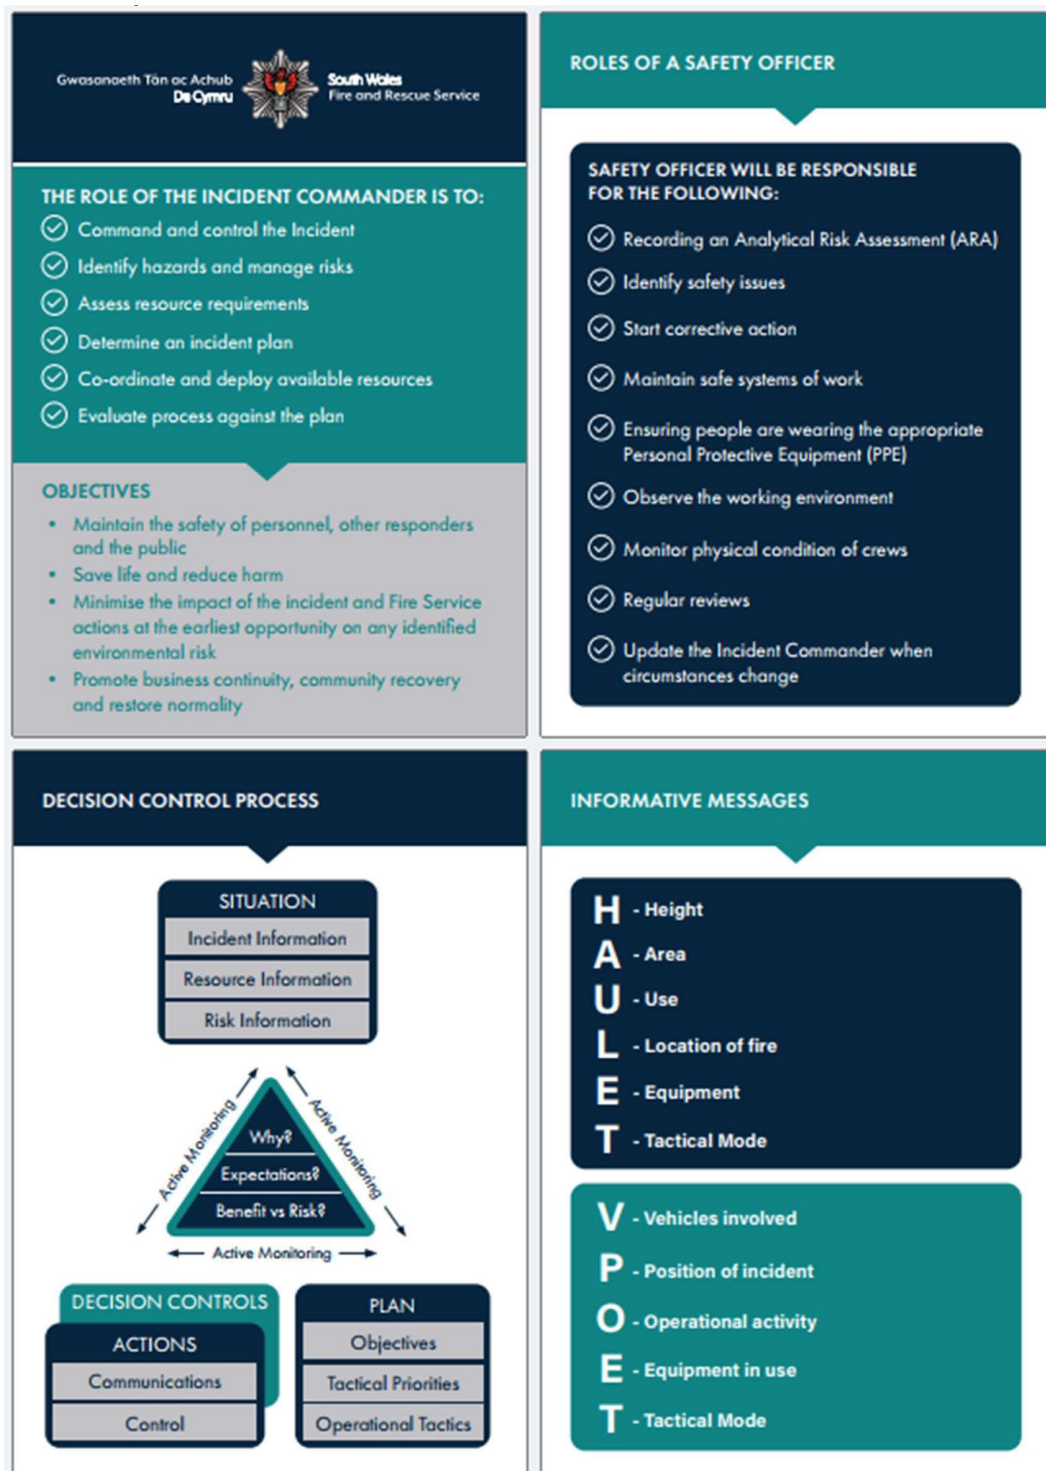 Gwasanaeth Tân ac Achub
De Cymru
South Wales
Fire and Rescue Service
THE ROLE OF THE INCIDENT COMMANDER IS TO:
Command and control the Incident
Identify hazards and manage risks
Assess resource requirements
Determine an incident plan
Co-ordinate and deploy available resources
Evaluate process against the plan
OBJECTIVES
• Maintain the safety of personnel, other responders
and the public
• Save life and reduce harm
• Minimise the impact of the incident and Fire Service
actions at the earliest opportunity on any identified
environmental risk
• Promote business continuity, community recovery
and restore normality
ROLES OF A SAFETY OFFICER
SAFETY OFFICER WILL BE RESPONSIBLE
FOR THE FOLLOWING:
Recording an Analytical Risk Assessment (ARA)
Identify safety issues
Start corrective action
Maintain safe systems of work
Ensuring people are wearing the appropriate
Personal Protective Equipment (PPE)
Observe the working environment
Monitor physical condition of crews
Regular reviews
Update the Incident Commander when
circumstances change
DECISION CONTROL PROCESS
SITUATION
Incident Information
Resource Information
Risk Information
Active Monitoring
Active Monitoring
Why?
Expectations?
Benefit vs Risk?
Active Monitoring
DECISION CONTROLS
ACTIONS
Communications
Control
PLAN
Objectives
Tactical Priorities
Operational Tactics
INFORMATIVE MESSAGES
H - Height
A - Area
U - Use
L - Location of fire
E - Equipment
T - Tactical Mode
V - Vehicles involved
P - Position of incident
O - Operational activity
E - Equipment in use
T - Tactical Mode